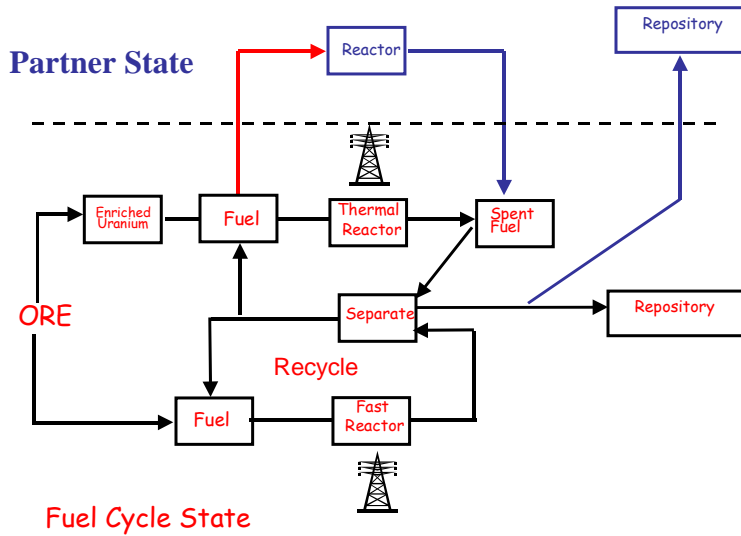 Repository
Reactor
Partner State
Enriched
Uranium
Fuel
Thermal
Reactor
Spent
Fuel
ORE
Separate
Repository
Recycle
Fuel
Fast
Reactor
Fuel Cycle State